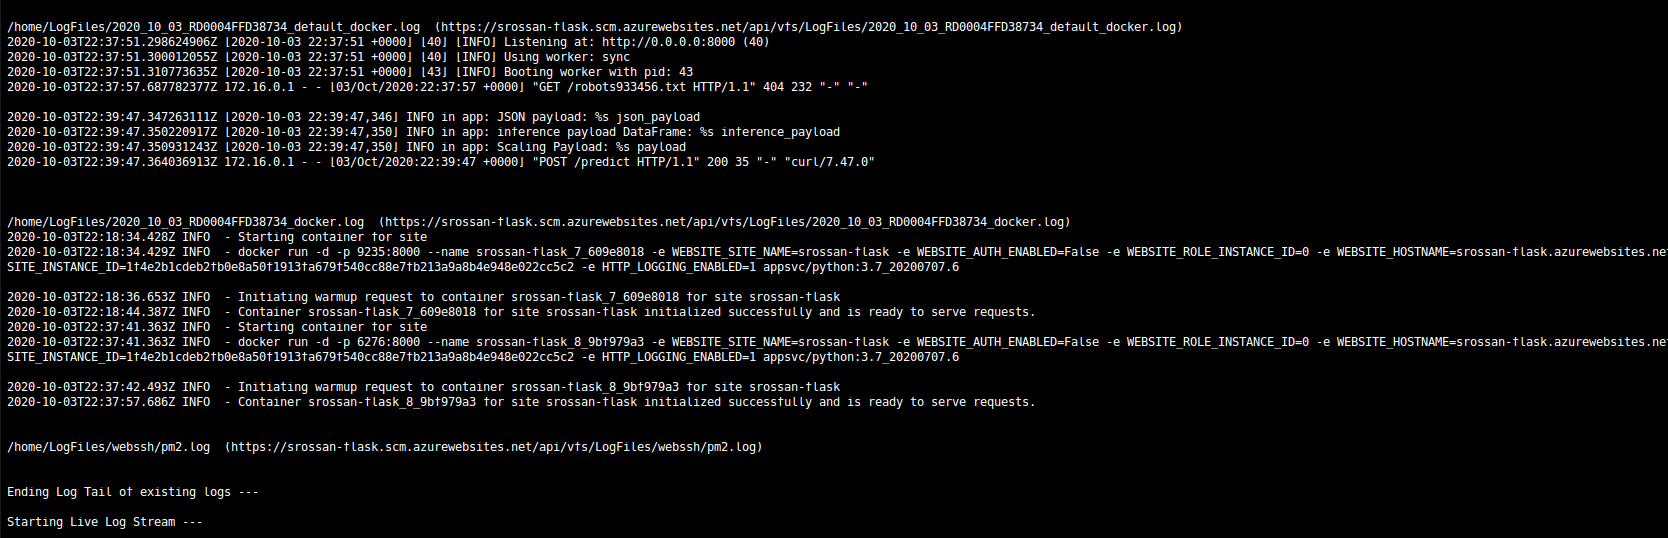 /home/LogFiles/2020_10_03_RD0004FFD38734_default_docker.log  (https://srossan-flask.scm.azurewebsites.net/api/vfs/LogFiles/2020_10_03_RD0004FFD38734_default_docker.log)
2020-10-03T22:37:51.298624906Z [2020-10-03 22:37:51 +0000] [40] [INFO] Listening at: http://0.0.0.0:8000 (40)
2020-10-03T22:37:51.300012055Z [2020-10-03 22:37:51 +0000] [40] [INFO] Using worker: sync
2020-10-03T22:37:51.310773635Z [2020-10-03 22:37:51 +0000] [43] [INFO] Booting worker with pid: 43
2020-10-03T22:37:57.687782377Z 172.16.0.1 - - [03/Oct/2020:22:37:57 +0000] "GET /robots933456.txt HTTP/1.1" 404 232 "-" "-"
2020-10-03T22:39:47.347263111Z [2020-10-03 22:39:47,346] INFO in app: JSON payload: %s json_payload
2020-10-03T22:39:47.350220917Z [2020-10-03 22:39:47,350] INFO in app: inference payload DataFrame: %s inference_payload
2020-10-03T22:39:47.350931243Z [2020-10-03 22:39:47,350] INFO in app: Scaling Payload: %s payload
2020-10-03T22:39:47.364036913Z 172.16.0.1 - - [03/Oct/2020:22:39:47 +0000] "POST /predict HTTP/1.1" 200 35 "-" "curl/7.47.0"
/home/LogFiles/2020_10_03_RD0004FFD38734_docker.log  (https://srossan-flask.scm.azurewebsites.net/api/vfs/LogFiles/2020_10_03_RD0004FFD38734_docker.log)
2020-10-03T22:18:34.428Z INFO  - Starting container for site
2020-10-03T22:18:34.429Z INFO  - docker run -d -p 9235:8000 --name srossan-flask_7_609e8018 -e WEBSITE_SITE_NAME=srossan-flask -e WEBSITE_AUTH_ENABLED=False -e WEBSITE_ROLE_INSTANCE_ID=0 -e WEBSITE_HOSTNAME=srossan-flask.azurewebsites.net
SITE_INSTANCE_ID=1f4e2b1cdeb2fb0e8a50f1913fa679f540cc88e7fb213a9a8b4e948e022cc5c2 -e HTTP_LOGGING_ENABLED=1 appsvc/python:3.7_20200707.6
2020-10-03T22:18:36.653Z INFO  - Initiating warmup request to container srossan-flask_7_609e8018 for site srossan-flask
2020-10-03T22:18:44.387Z INFO  - Container srossan-flask_7_609e8018 for site srossan-flask initialized successfully and is ready to serve requests.
2020-10-03T22:37:41.363Z INFO  - Starting container for site
2020-10-03T22:37:41.363Z INFO  - docker run -d -p 6276:8000 --name srossan-flask_8_9bf979a3 -e WEBSITE_SITE_NAME=srossan-flask -e WEBSITE_AUTH_ENABLED=False -e WEBSITE_ROLE_INSTANCE_ID=0 -e WEBSITE_HOSTNAME=srossan-flask.azurewebsites.net
SITE_INSTANCE_ID=1f4e2b1cdeb2fb0e8a50f1913fa679f540cc88e7fb213a9a8b4e948e022cc5c2 -e HTTP_LOGGING_ENABLED=1 appsvc/python:3.7_20200707.6
2020-10-03T22:37:42.493Z INFO  - Initiating warmup request to container srossan-flask_8_9bf979a3 for site srossan-flask
2020-10-03T22:37:57.686Z INFO  - Container srossan-flask_8_9bf979a3 for site srossan-flask initialized successfully and is ready to serve requests.
/home/LogFiles/webssh/pm2.log  (https://srossan-flask.scm.azurewebsites.net/api/vfs/LogFiles/webssh/pm2.log)
Ending Log Tail of existing logs ---
Starting Live Log Stream ---